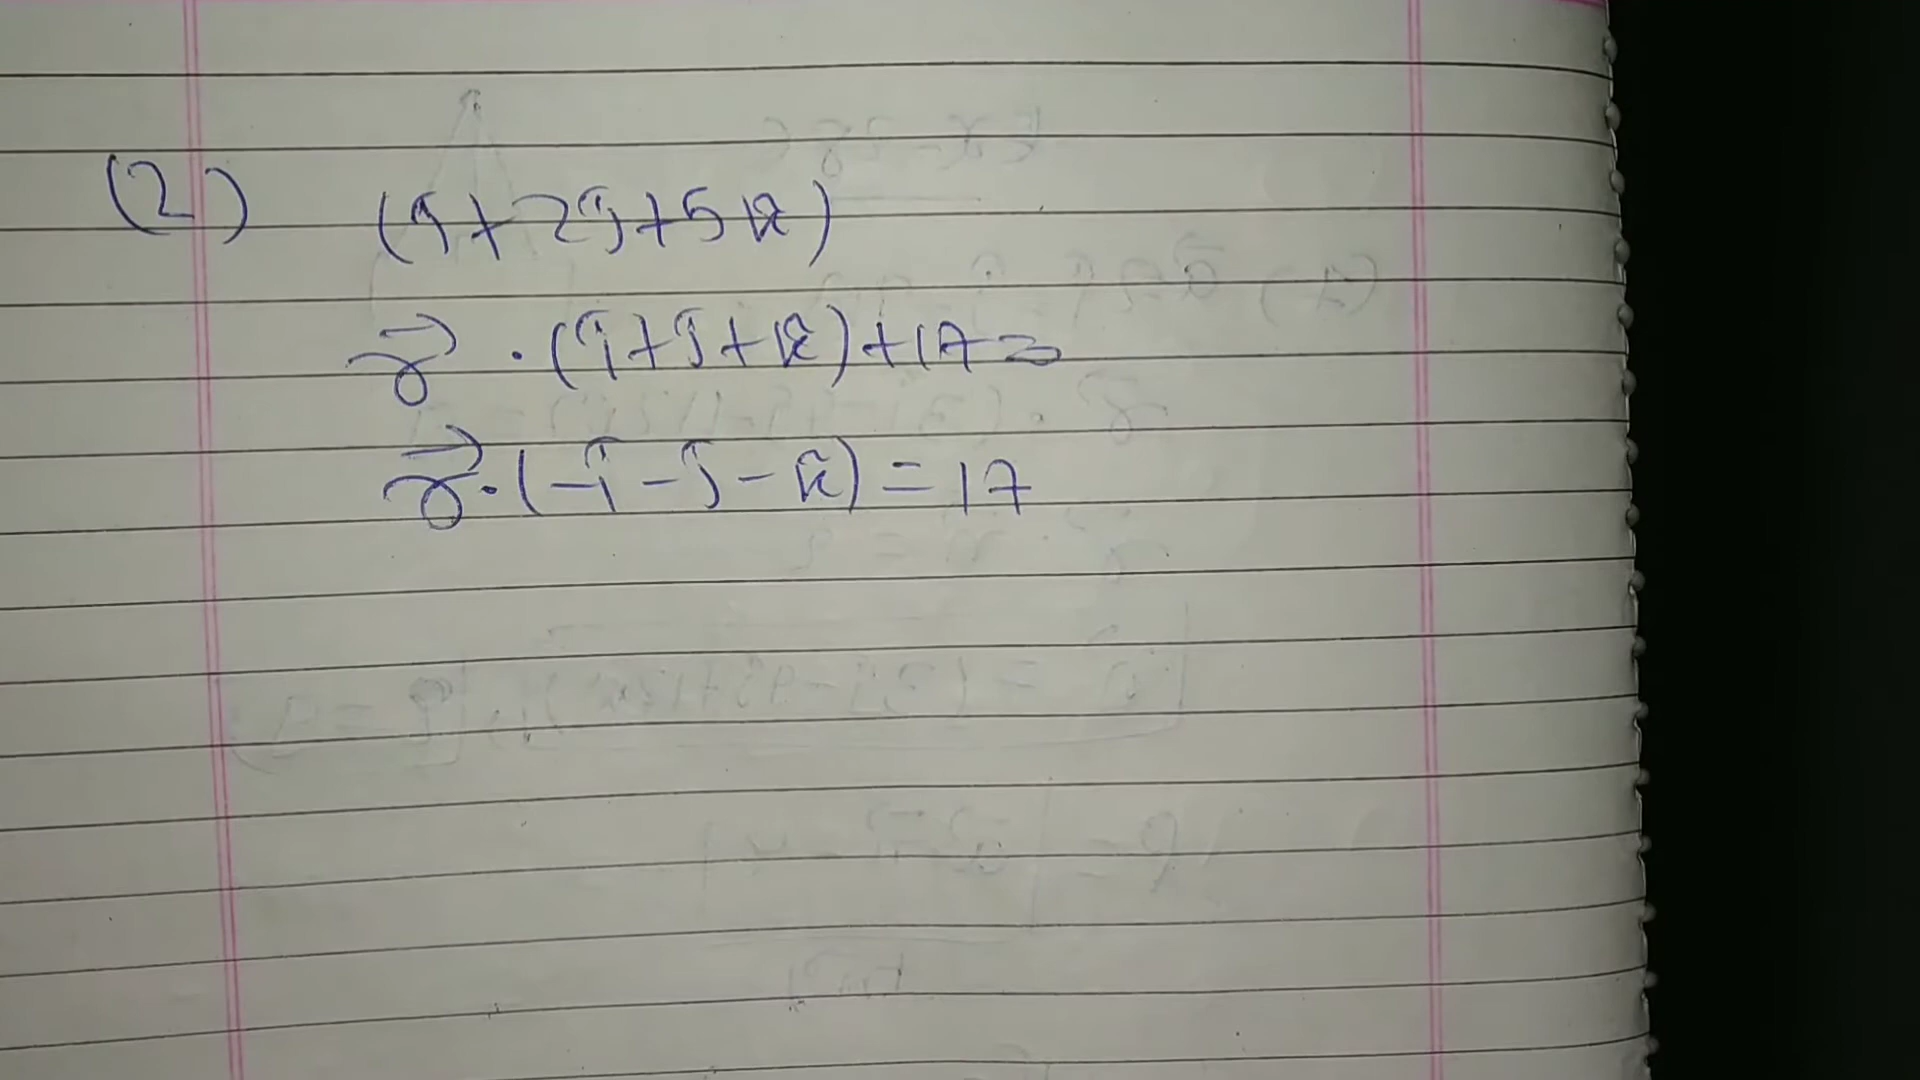 (2) (î+2ĵ+5k̂)
r⃗ ·(î+ĵ+k̂)+17=
r⃗·(-î-ĵ-k̂)=17